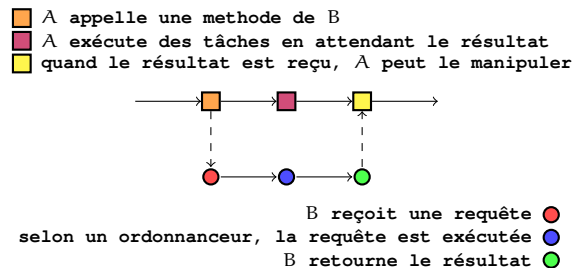 A appelle une methode de B
A exécute des tâches en attendant le résultat
quand le résultat est reçu, A peut le manipuler
B reçoit une requête
selon un ordonnanceur, la requête est exécutée
B retourne le résultat